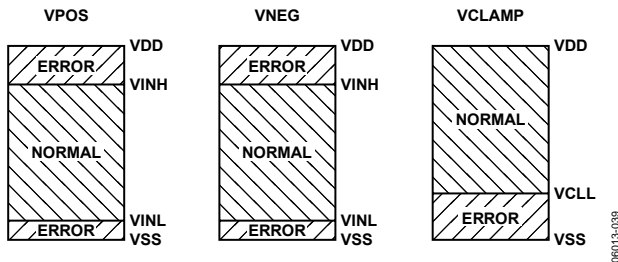 VPOS
VNEG
VCLAMP
VDD
VDD
VDD
ERROR
ERROR
VINH
VINH
NORMAL
NORMAL
NORMAL
VCLL
VINL
VINL
ERROR
ERROR
ERROR
VSS
VSS
VSS
06013-039